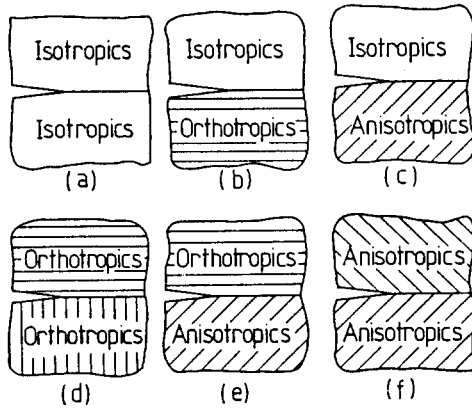 Isotropics Isotropics Isotropics
Isotropics Orthotropics Anisotropics
(a) (b) (c)
Orthotropics Orthotropics Anisotropics
Orthotropics Anisotropics Anisotropics
(d) (e) (f)